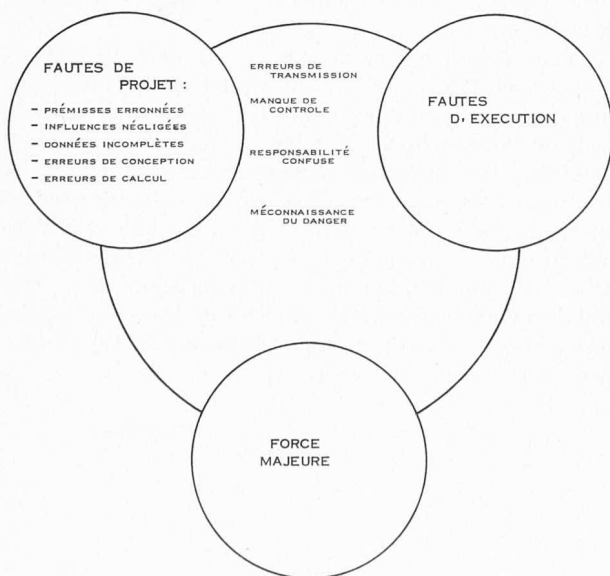 FAUTES DE
PROJET :
- PRÉMISSES ERRONNÉES
- INFLUENCES NÉGLIGÉES
- DONNÉES INCOMPLÈTES
- ERREURS DE CONCEPTION
- ERREURS DE CALCUL
ERREURS DE
TRANSMISSION
MANQUE DE
CONTROLE
RESPONSABILITÉ
CONFUSE
MÉCONNAISSANCE
DU DANGER
FAUTES
D' EXECUTION
FORCE
MAJEURE